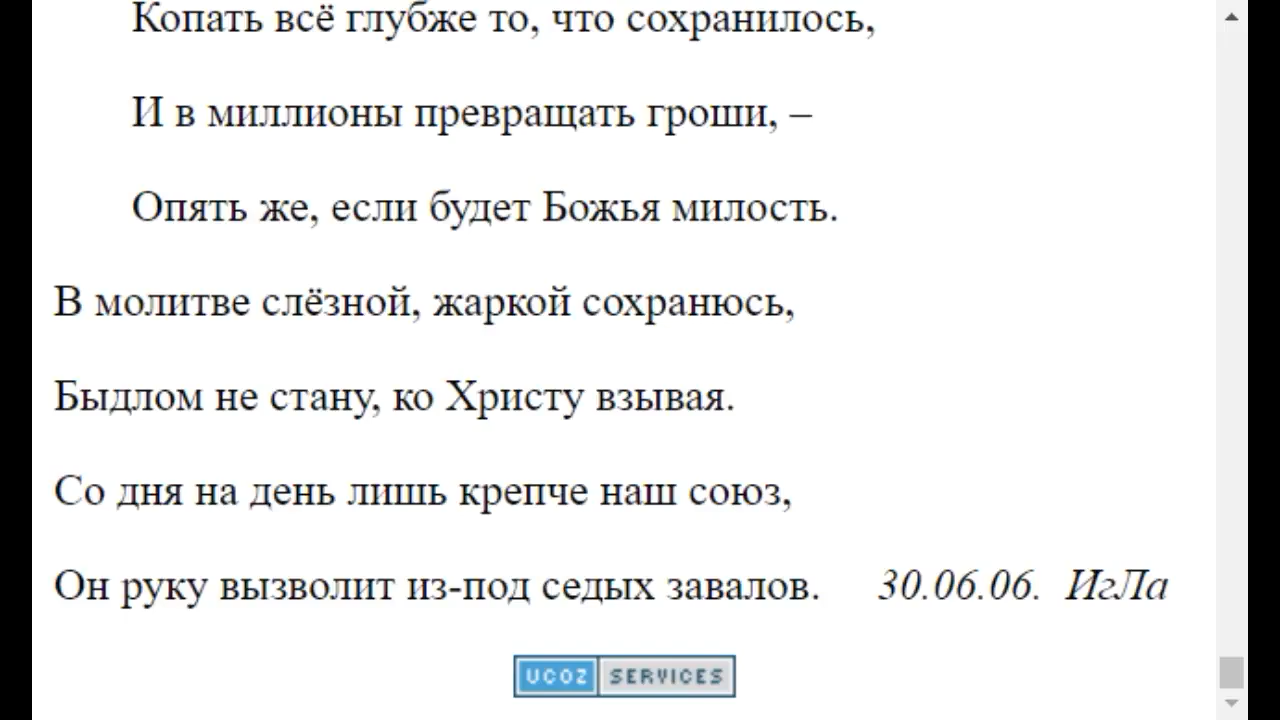 Копать всё глубже то, что сохранилось,
И в миллионы превращать гроши, –
Опять же, если будет Божья милость.
В молитве слёзной, жаркой сохранюсь,
Быдлом не стану, ко Христу взывая.
Со дня на день лишь крепче наш союз,
Он руку вызволит из-под седых завалов. 30.06.06. ИгЛа
UCOZ SERVICES